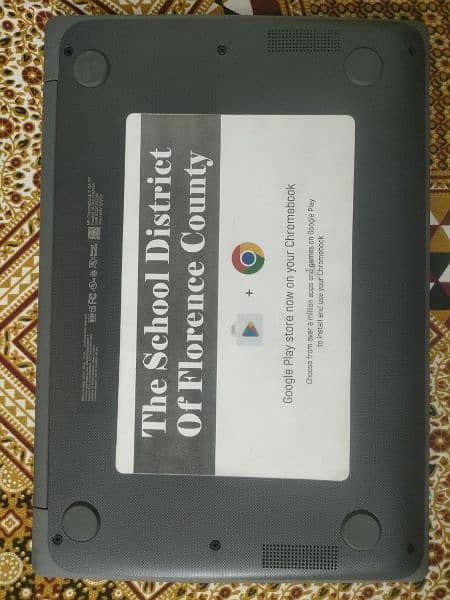 The School District
Of Florence County
+
Google Play store now on your Chromebook
Choose from over a million apps and games on Google Play
to install and use your Chromebook
FC